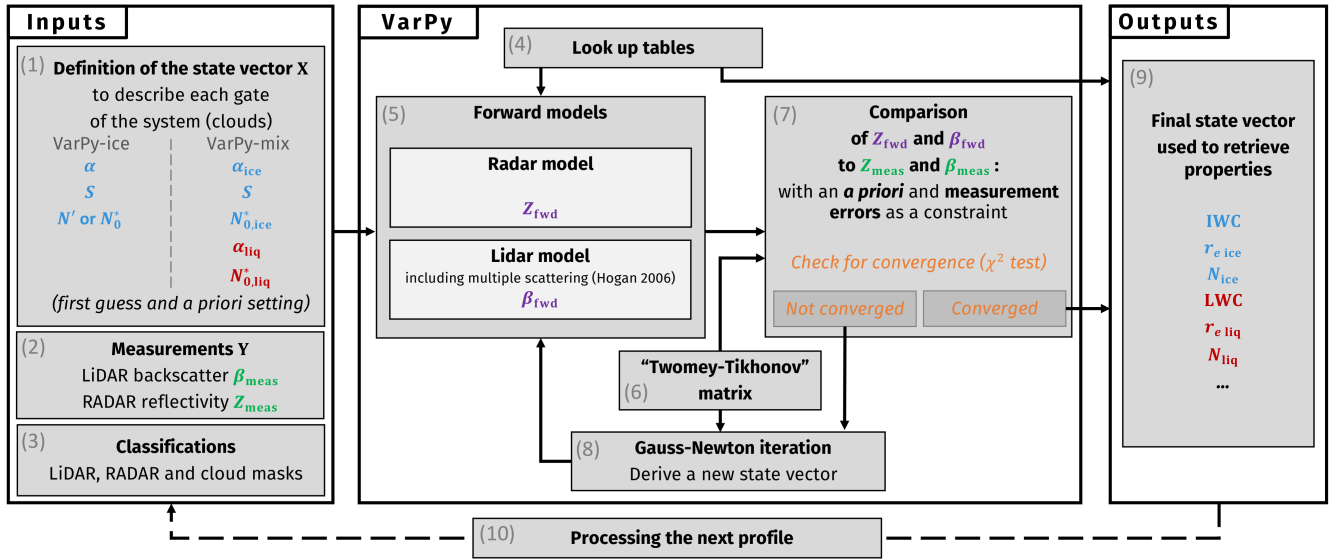 Inputs
(1)
Definition of the state vector X
to describe each gate
of the system (clouds)
VarPy-ice VarPy-mix
α α_ice
S S
N′ or N₀* N*₀,ice
α_liq
N*₀,liq
(first guess and a priori setting)
(2)
Measurements Y
LiDAR backscatter β_meas
RADAR reflectivity Z_meas
(3)
Classifications
LiDAR, RADAR and cloud masks
VarPy
(4)
Look up tables
(5)
Forward models
Radar model
Z_fwd
Lidar model
including multiple scattering (Hogan 2006)
β_fwd
(6)
“Twomey-Tikhonov”
matrix
(7)
Comparison
of Z_fwd and β_fwd
to Z_meas and β_meas :
with an a priori and measurement
errors as a constraint
Check for convergence (χ² test)
Not converged Converged
(8)
Gauss-Newton iteration
Derive a new state vector
Outputs
(9)
Final state vector
used to retrieve
properties
IWC
r_e ice
N_ice
LWC
r_e liq
N_liq
...
(10)
Processing the next profile